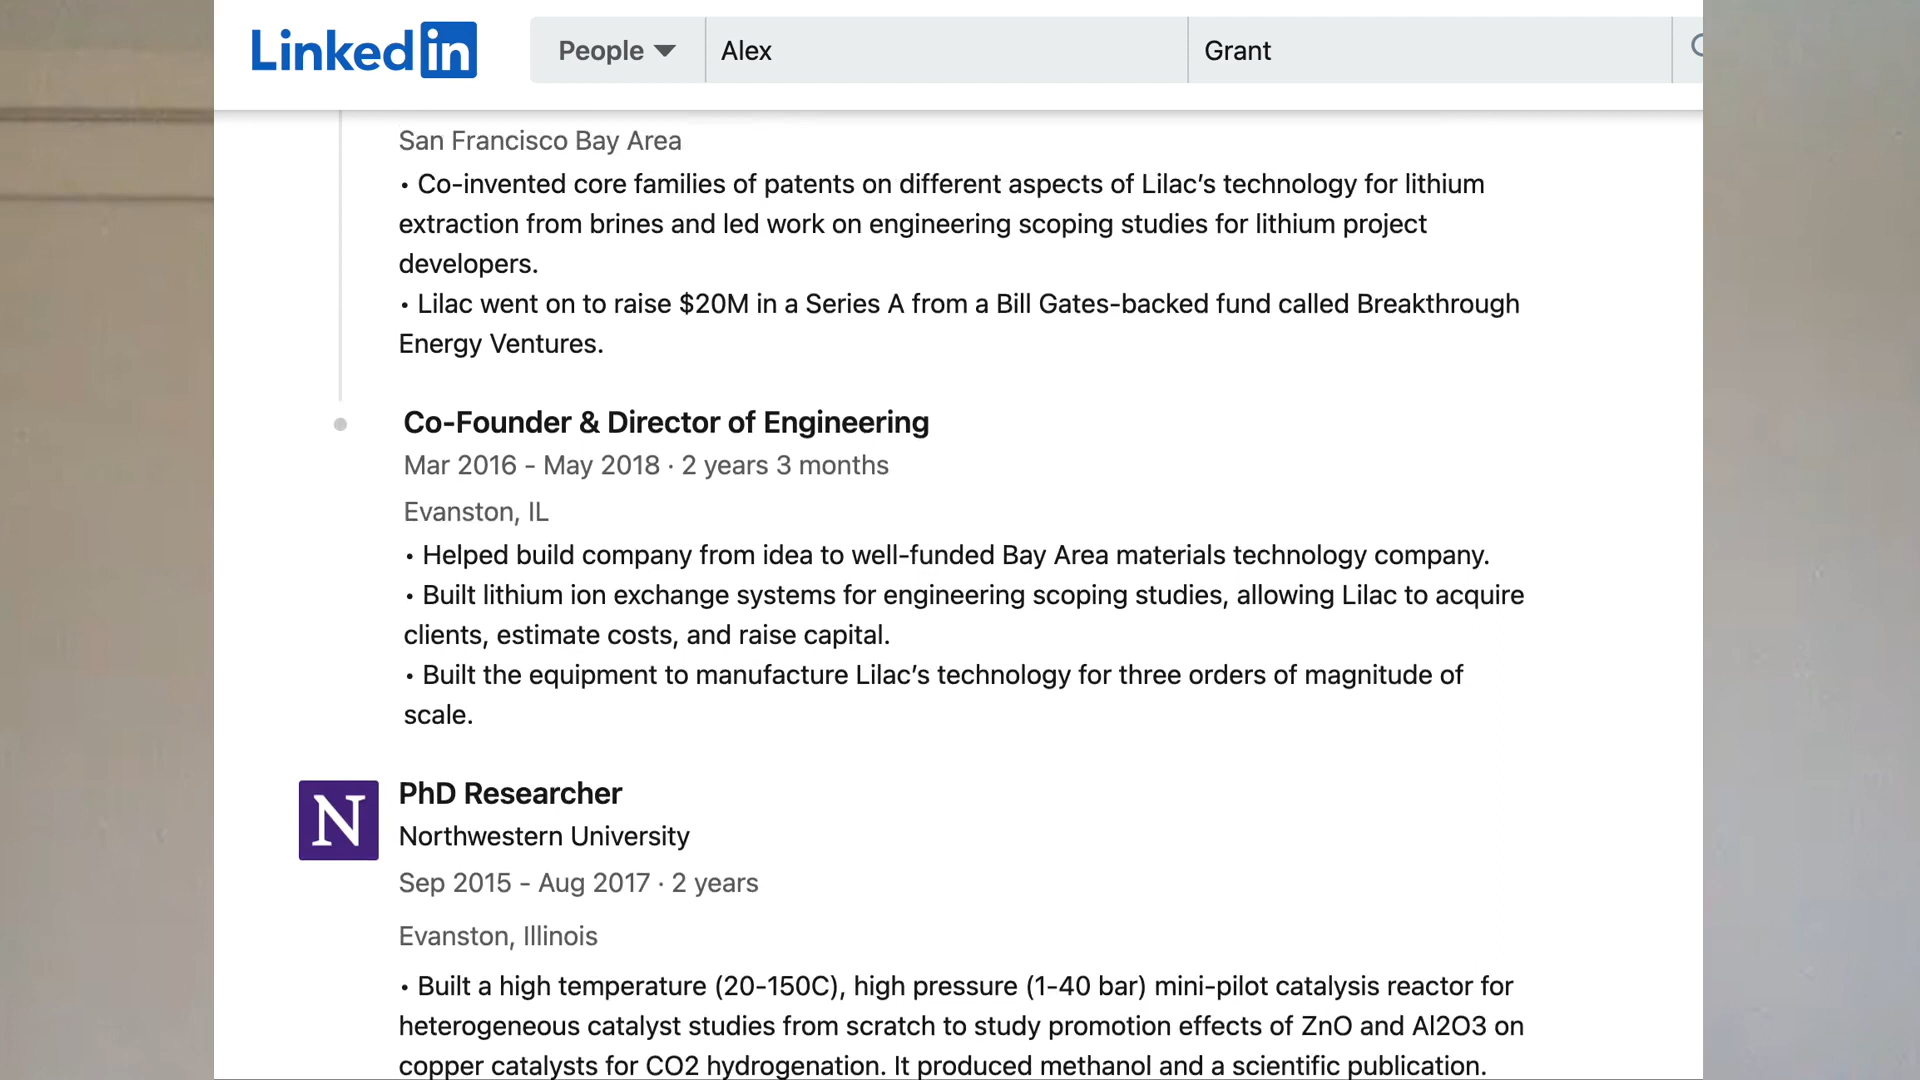 LinkedIn People Alex Grant
San Francisco Bay Area
• Co-invented core families of patents on different aspects of Lilac’s technology for lithium
extraction from brines and led work on engineering scoping studies for lithium project
developers.
• Lilac went on to raise $20M in a Series A from a Bill Gates-backed fund called Breakthrough
Energy Ventures.
Co-Founder & Director of Engineering
Mar 2016 - May 2018 · 2 years 3 months
Evanston, IL
• Helped build company from idea to well-funded Bay Area materials technology company.
• Built lithium ion exchange systems for engineering scoping studies, allowing Lilac to acquire
clients, estimate costs, and raise capital.
• Built the equipment to manufacture Lilac’s technology for three orders of magnitude of
scale.
N
PhD Researcher
Northwestern University
Sep 2015 - Aug 2017 · 2 years
Evanston, Illinois
• Built a high temperature (20-150C), high pressure (1-40 bar) mini-pilot catalysis reactor for
heterogeneous catalyst studies from scratch to study promotion effects of ZnO and Al2O3 on
copper catalysts for CO2 hydrogenation. It produced methanol and a scientific publication.